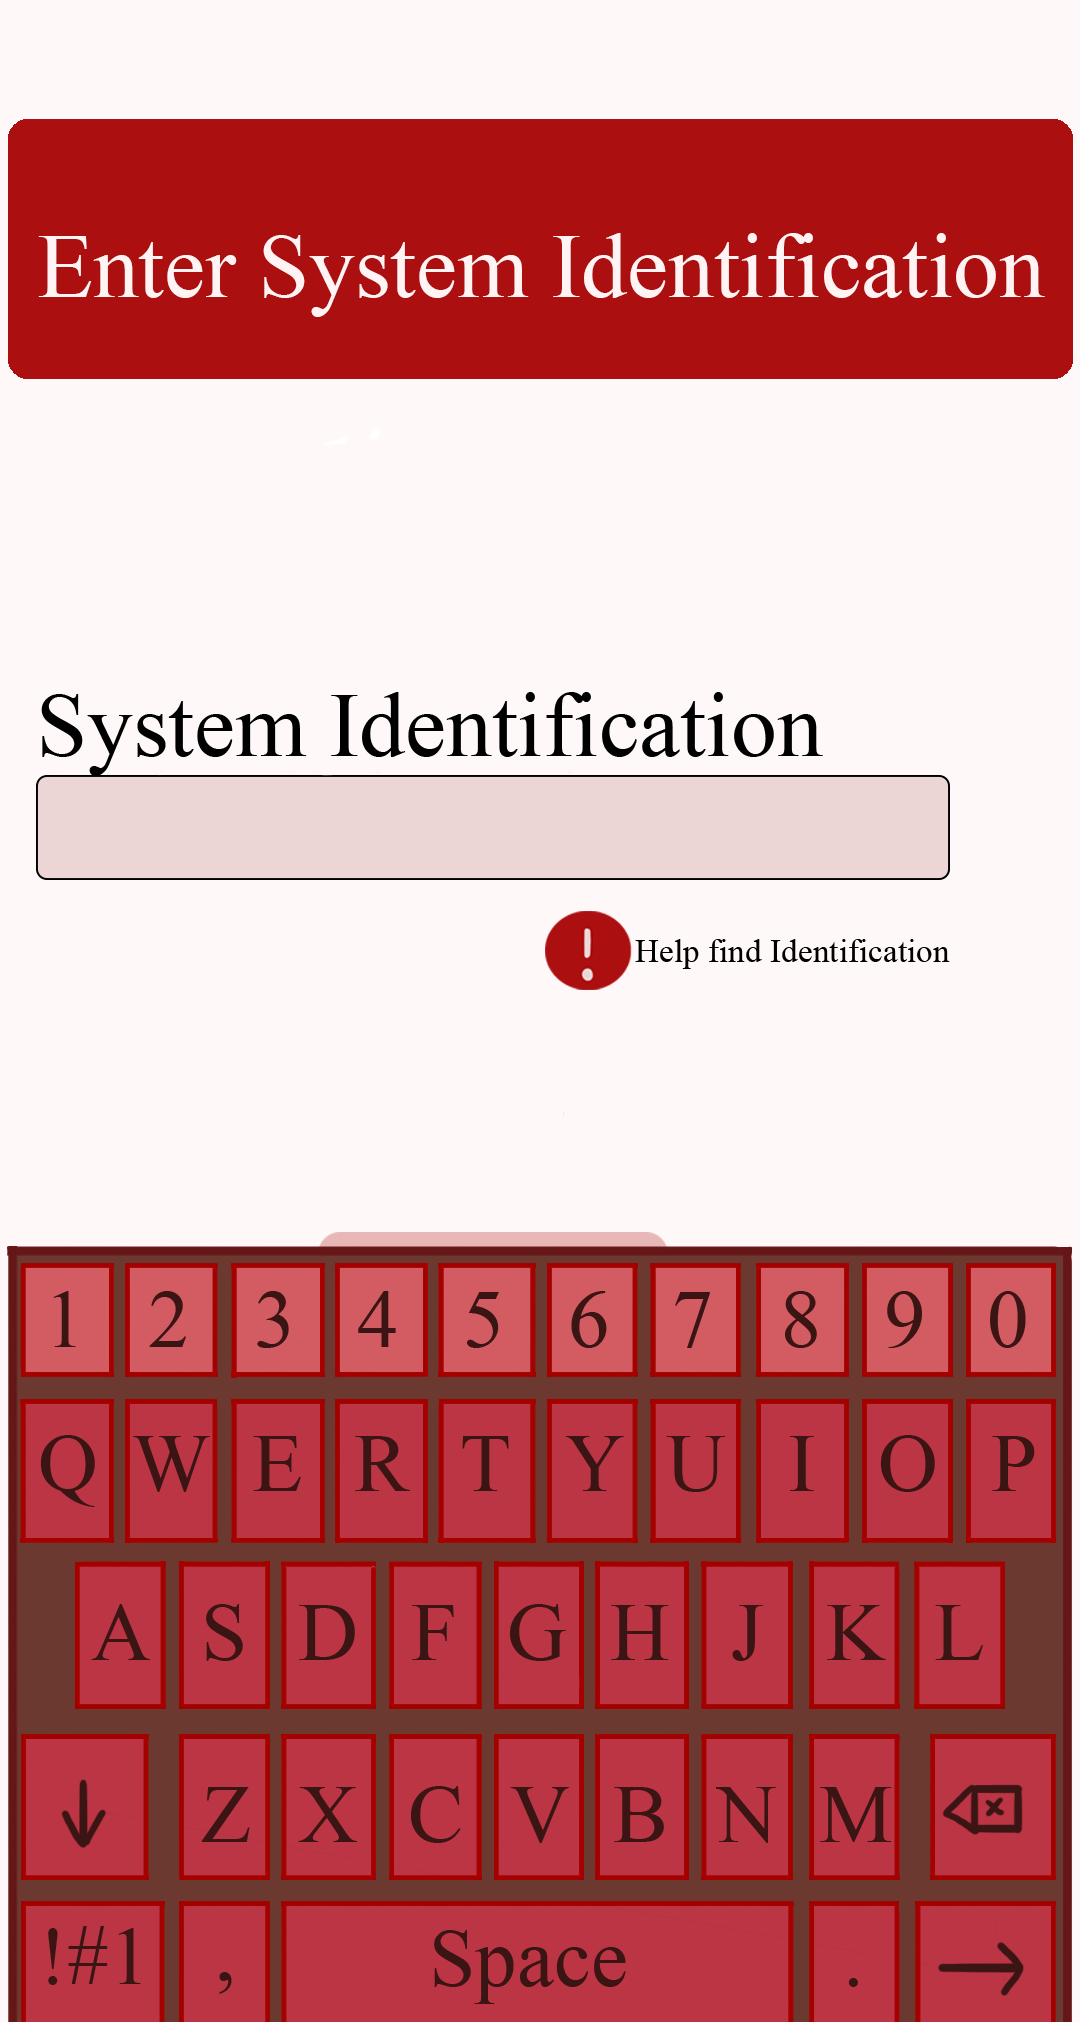 Enter System Identification
System Identification
! Help find Identification
1 2 3 4 5 6 7 8 9 0
Q W E R T Y U I O P
A S D F G H J K L
Z X C V B N M
!#1 , Space .